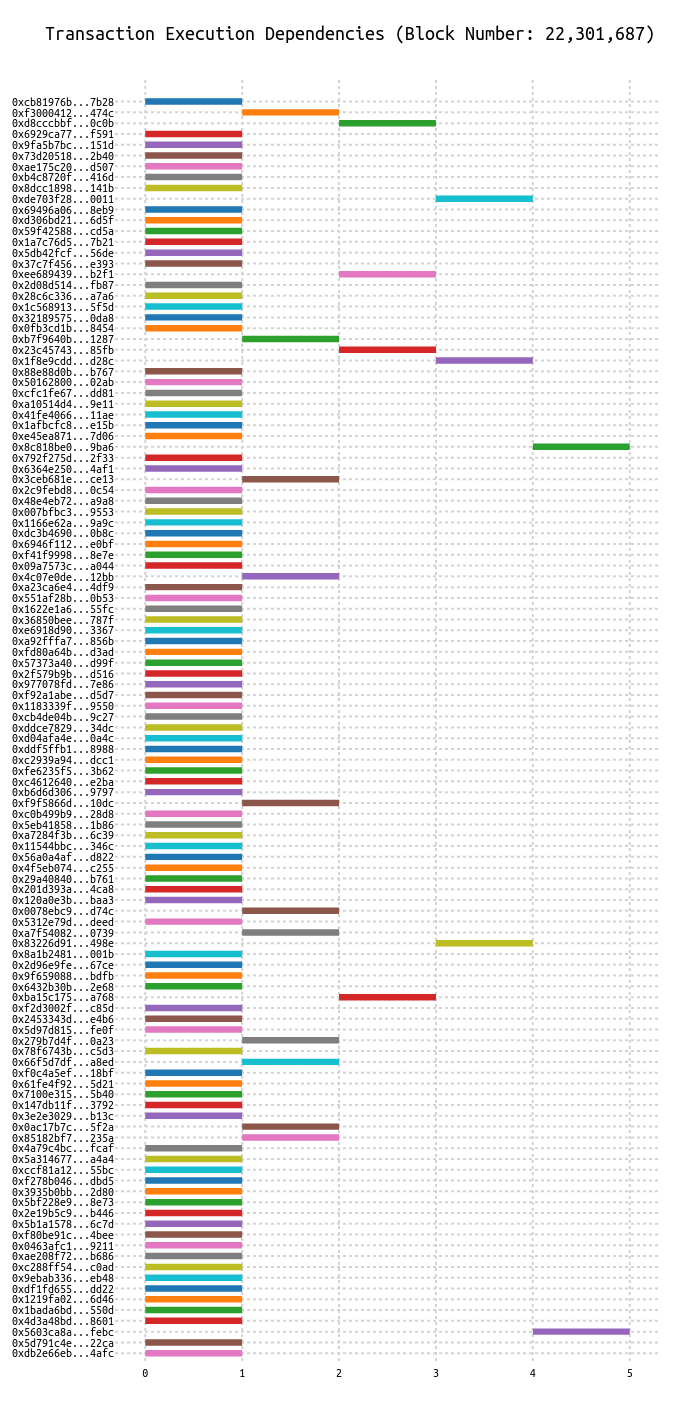 Transaction Execution Dependencies (Block Number: 22,301,687)
0xcb81976b...7b28
0xf3000412...474c
0xd8cccbbf...0c0b
0x6929ca77...f591
0x9fa5b7bc...151d
0x73d20518...2b40
0xae175c20...d507
0xb4c8720f...416d
0x8dcc1898...141b
0xde703f28...0011
0x69496a06...8eb9
0xd306bd21...6d5f
0x59f42588...cd5a
0x1a7c76d5...7b21
0x5db42fcf...56de
0x37c7f456...e393
0xee689439...b2f1
0x2d08d514...fb87
0x28c6c336...a7a6
0x1c568913...5f5d
0x32189575...0da8
0x0fb3cd1b...8454
0xb7f9640b...1287
0x23c45743...85fb
0x1f8e9cdd...d28c
0x88e88d0b...b767
0x50162800...02ab
0xcfc1fe67...dd81
0xa10514d4...9e11
0x41fe4066...11ae
0x1afbcfc8...e15b
0xe45ea871...7d06
0x8c818be0...9ba6
0x792f275d...2f33
0x6364e250...4af1
0x3ceb681e...ce13
0x2c9febd8...0c54
0x48e4eb72...a9a8
0x007bfbc3...9553
0x1166e62a...9a9c
0xdc3b4690...0b8c
0x6946f112...e0bf
0xf41f9998...8e7e
0x09a7573c...a044
0x4c07e0de...12bb
0xa23ca6e4...4df9
0x551af28b...0b53
0x1622e1a6...55fc
0x36850bee...787f
0xe6918d90...3367
0xa92fffa7...856b
0xfd80a64b...d3ad
0x57373a40...d99f
0x2f579b9b...d516
0x977078fd...7e86
0xf92a1abe...d5d7
0x1183339f...9550
0xcb4de04b...9c27
0xddce7829...34dc
0xd04afa4e...0a4c
0xddf5ffb1...8988
0xc2939a94...dcc1
0xfe6235f5...3b62
0xc4612640...e2ba
0xb6d6d306...9797
0xf9f5866d...10dc
0xc0b499b9...28d8
0x5eb41858...1b86
0xa7284f3b...6c39
0x11544bbc...346c
0x56a0a4af...d822
0x4f5eb074...c255
0x29a40840...b761
0x201d393a...4ca8
0x120a0e3b...baa3
0x0078ebc9...d74c
0x5312e79d...deed
0xa7f54082...0739
0x83226d91...498e
0x8a1b2481...001b
0x2d96e9fe...67ce
0x9f659088...bdfb
0x6432b30b...2e68
0xba15c175...a768
0xf2d3002f...c85d
0x2453343d...e4b6
0x5d97d815...fe0f
0x279b7d4f...0a23
0x78f6743b...c5d3
0x66f5d7df...a8ed
0xf0c4a5ef...18bf
0x61fe4f92...5d21
0x7100e315...5b40
0x147db11f...3792
0x3e2e3029...b13c
0x0ac17b7c...5f2a
0x85182bf7...235a
0x4a79c4bc...fcaf
0x5a314677...a4a4
0xccf81a12...55bc
0xf278b046...dbd5
0x3935b0bb...2d80
0x5bf228e9...8e73
0x2e19b5c9...b446
0x5b1a1578...6c7d
0xf80be91c...4bee
0x0463afc1...9211
0xae208f72...b686
0xc288ff54...c0ad
0x9ebab336...eb48
0xdf1fd655...dd22
0x1219fa02...6d46
0x1bada6bd...550d
0x4d3a48bd...8601
0x5603ca8a...febc
0x5d791c4e...22ca
0xdb2e66eb...4afc
0 1 2 3 4 5